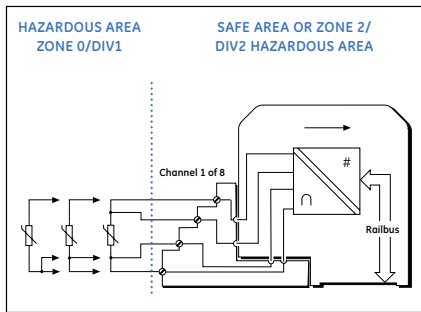 HAZARDOUS AREA
ZONE 0/DIV1
SAFE AREA OR ZONE 2/
DIV2 HAZARDOUS AREA
Channel 1 of 8
#
∩
Railbus